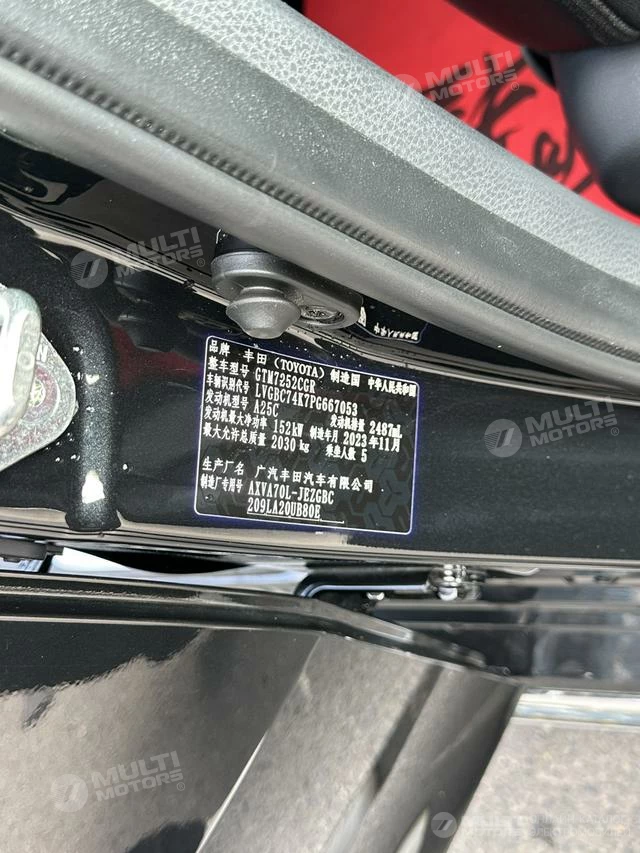 MULTI MOTORS®
MULTI MOTORS®
品牌 丰田（TOYOTA） 制造国 中华人民共和国
整车型号 GTM7252CGR
车辆识别代号 LVGBC74K7PG667053
发动机型号 A25C 发动机排量 2487mL
发动机最大净功率 152kW 制造年月 2023年11月
最大允许总质量 2030kg 乘坐人数 5
生产厂名 广汽丰田汽车有限公司
制造厂专用号 AXVA70L-JEZGBC
209LA20UB80E
MULTI MOTORS®
MULTI MOTORS®